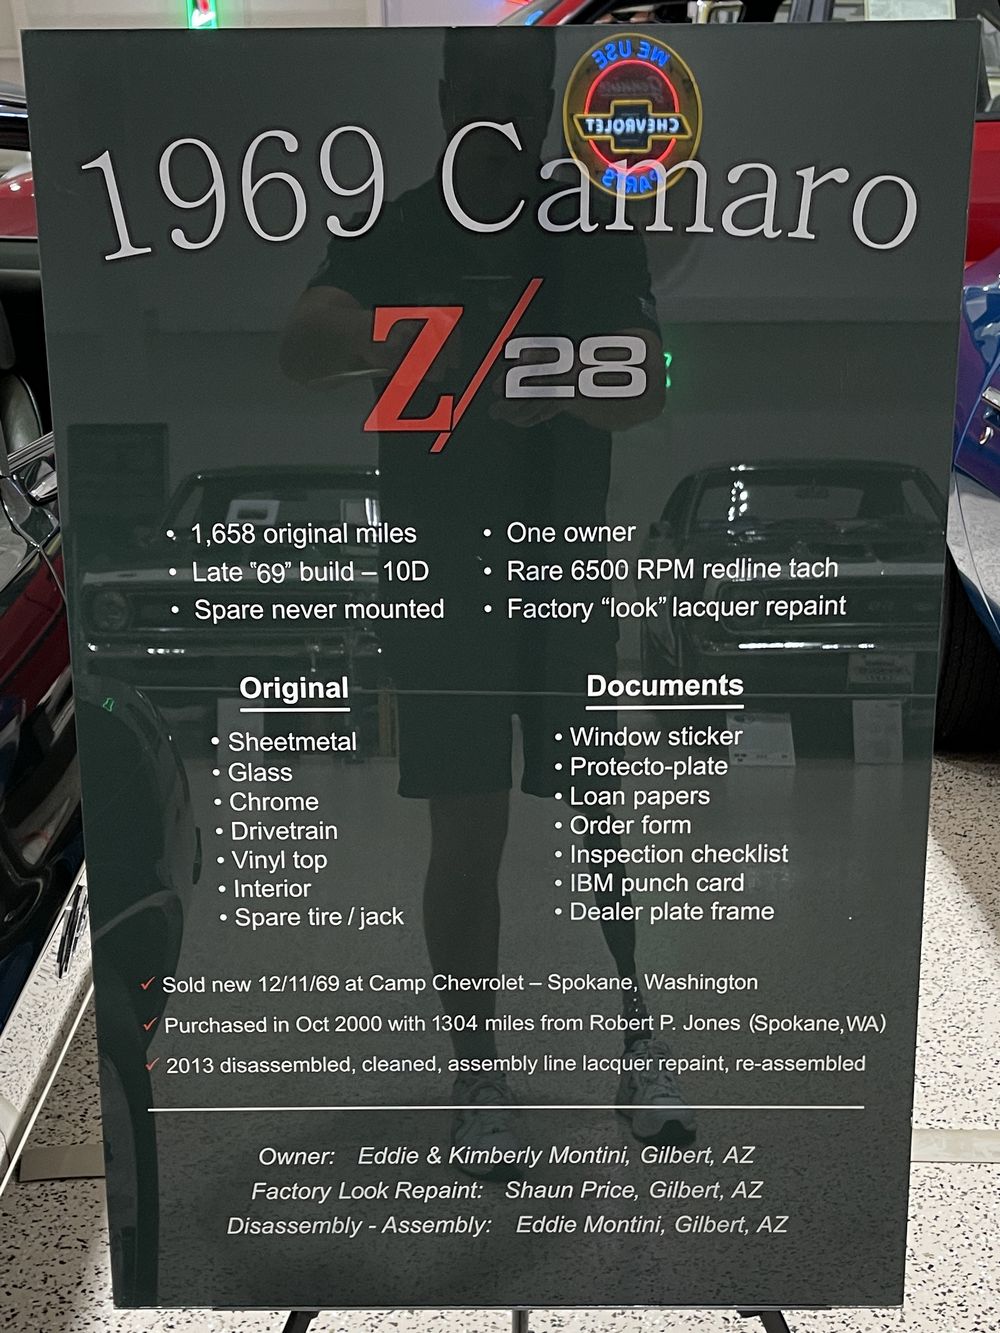 WE USE
Genuine
CHEVROLET
PARTS
1969 Camaro
Z/28
• 1,658 original miles
• Late "69" build – 10D
• Spare never mounted
• One owner
• Rare 6500 RPM redline tach
• Factory “look” lacquer repaint
Original
• Sheetmetal
• Glass
• Chrome
• Drivetrain
• Vinyl top
• Interior
• Spare tire / jack
Documents
• Window sticker
• Protecto-plate
• Loan papers
• Order form
• Inspection checklist
• IBM punch card
• Dealer plate frame
✓ Sold new 12/11/69 at Camp Chevrolet – Spokane, Washington
✓ Purchased in Oct 2000 with 1304 miles from Robert P. Jones (Spokane,WA)
✓ 2013 disassembled, cleaned, assembly line lacquer repaint, re-assembled
Owner: Eddie & Kimberly Montini, Gilbert, AZ
Factory Look Repaint: Shaun Price, Gilbert, AZ
Disassembly - Assembly: Eddie Montini, Gilbert, AZ